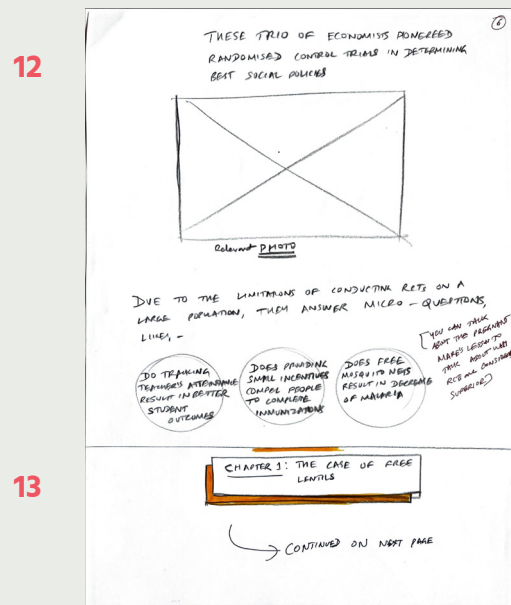 6
12
THESE TRIO OF ECONOMISTS PIONEERED
RANDOMISED CONTROL TRIALS IN DETERMINING
BEST SOCIAL POLICIES
Relevant PHOTO
DUE TO THE LIMITATIONS OF CONDUCTING RCTS ON A
LARGE POPULATION, THEY ANSWER MICRO-QUESTIONS,
LIKE, -
[YOU CAN TALK
ABOUT THE PREGNANT
MARE'S LESSON TO
TALK ABOUT WHY
RCTS ARE CONSIDER
SUPERIOR]
DO TRACKING
TEACHER'S ATTENDANCE
RESULT IN BETTER
STUDENT
OUTCOMES
DOES PROVIDING
SMALL INCENTIVES
COMPEL PEOPLE
TO COMPLETE
IMMUNIZATIONS
DOES FREE
MOSQUITO NETS
RESULT IN DECREASE
OF MALARIA
13
CHAPTER 1: THE CASE OF FREE
LENTILS
CONTINUED ON NEXT PAGE